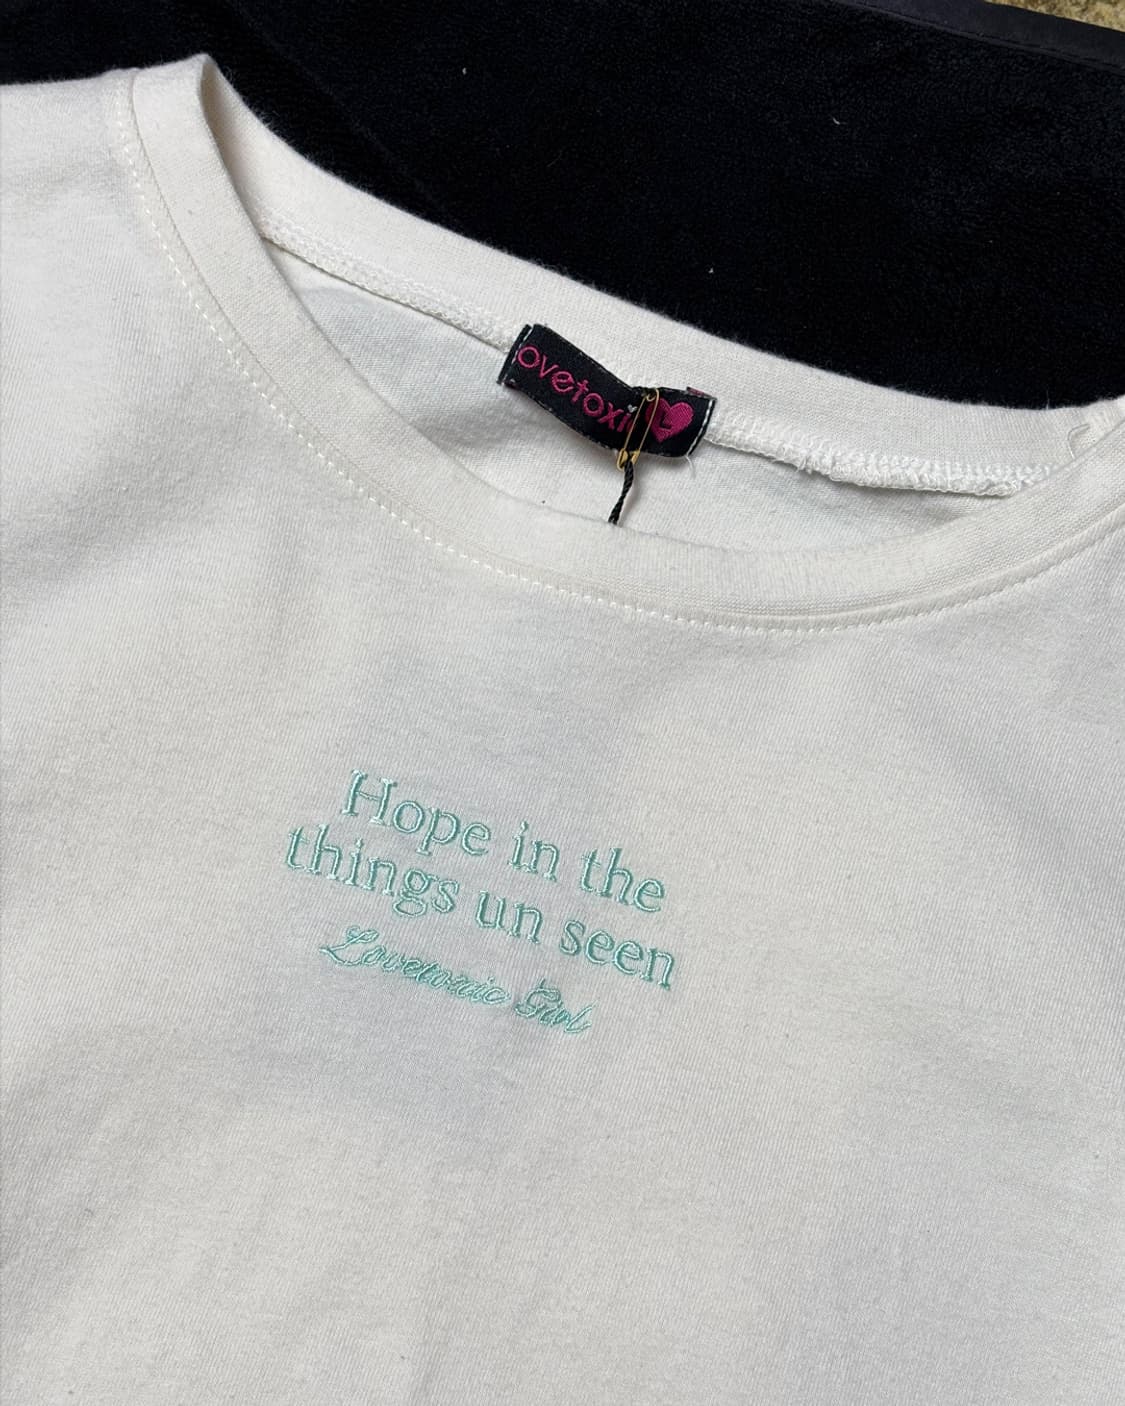 ovetoxi
L
Hope in the
things un seen
Lovetoxic Girl